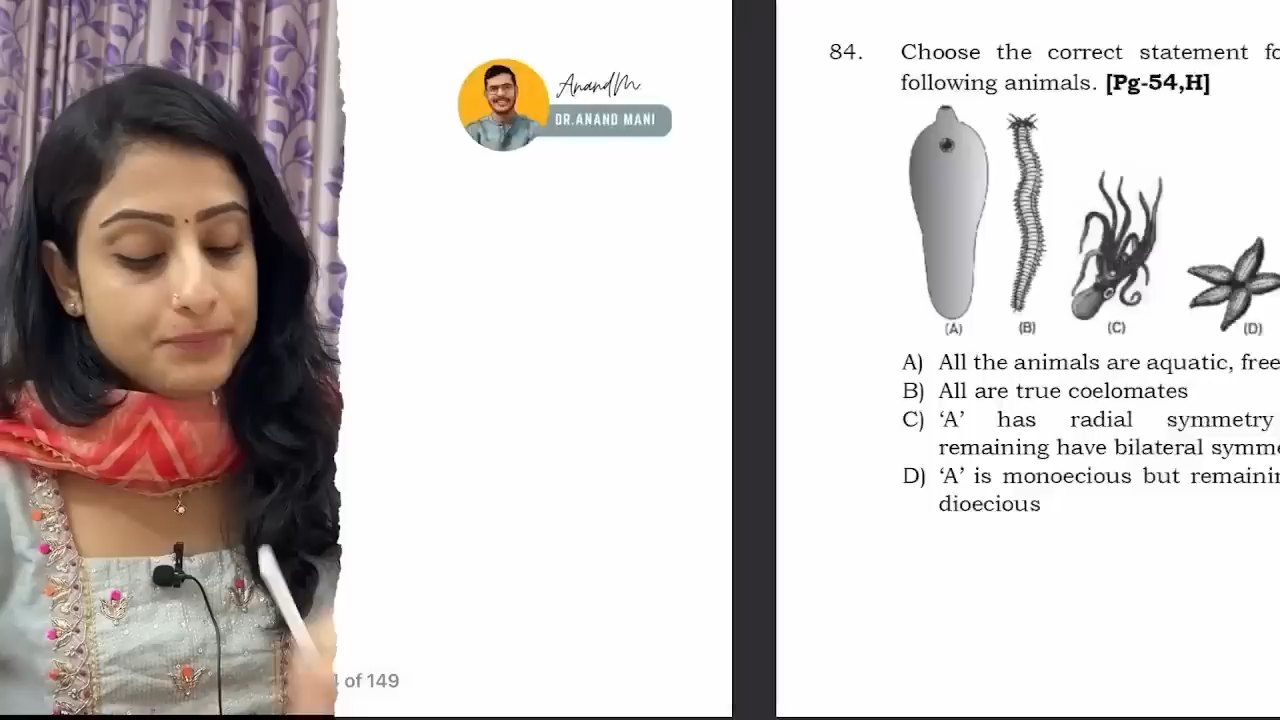 AnandM
DR.ANAND MANI
84. Choose the correct statement fo
following animals. [Pg-54,H]
(A) (B) (C) (D)
A) All the animals are aquatic, free
B) All are true coelomates
C) ‘A’ has radial symmetry
remaining have bilateral symme
D) ‘A’ is monoecious but remainin
dioecious
of 149